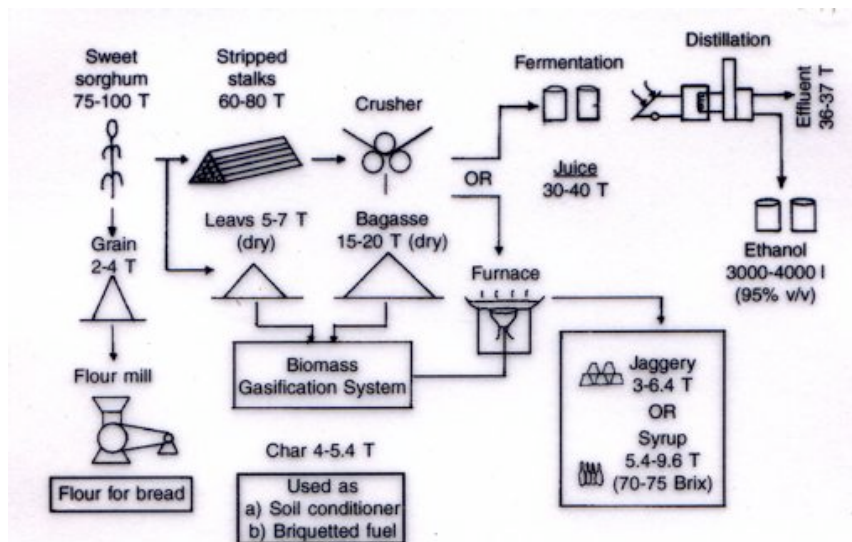 Sweet
sorghum
75-100 T
Stripped
stalks
60-80 T
Crusher
Fermentation
Distillation
Effluent
36-37 T
OR
Juice
30-40 T
Leavs 5-7 T
(dry)
Bagasse
15-20 T (dry)
Grain
2-4 T
Furnace
Ethanol
3000-4000 l
(95% v/v)
Flour mill
Biomass
Gasification System
Jaggery
3-6.4 T
OR
Syrup
5.4-9.6 T
(70-75 Brix)
Char 4-5.4 T
Flour for bread
Used as
a) Soil conditioner
b) Briquetted fuel